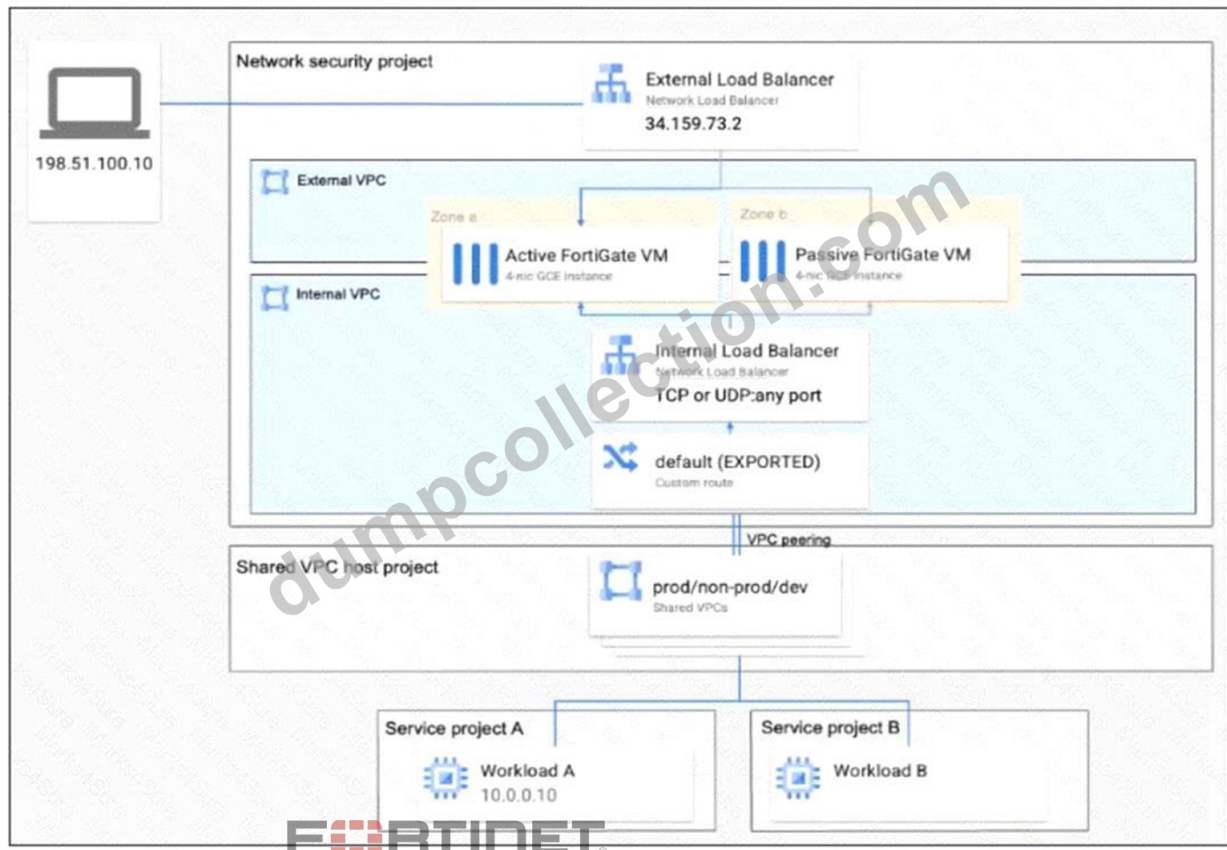 Network security project
External Load Balancer
Network Load Balancer
34.159.73.2
198.51.100.10
External VPC
Zone a
Zone b
Active FortiGate VM
4-nic GCE instance
Passive FortiGate VM
4-nic GCE instance
Internal VPC
Internal Load Balancer
Network Load Balancer
TCP or UDP:any port
default (EXPORTED)
Custom route
VPC peering
Shared VPC host project
prod/non-prod/dev
Shared VPCs
Service project A
Workload A
10.0.0.10
Service project B
Workload B
dumpcollection.com
FORTINET